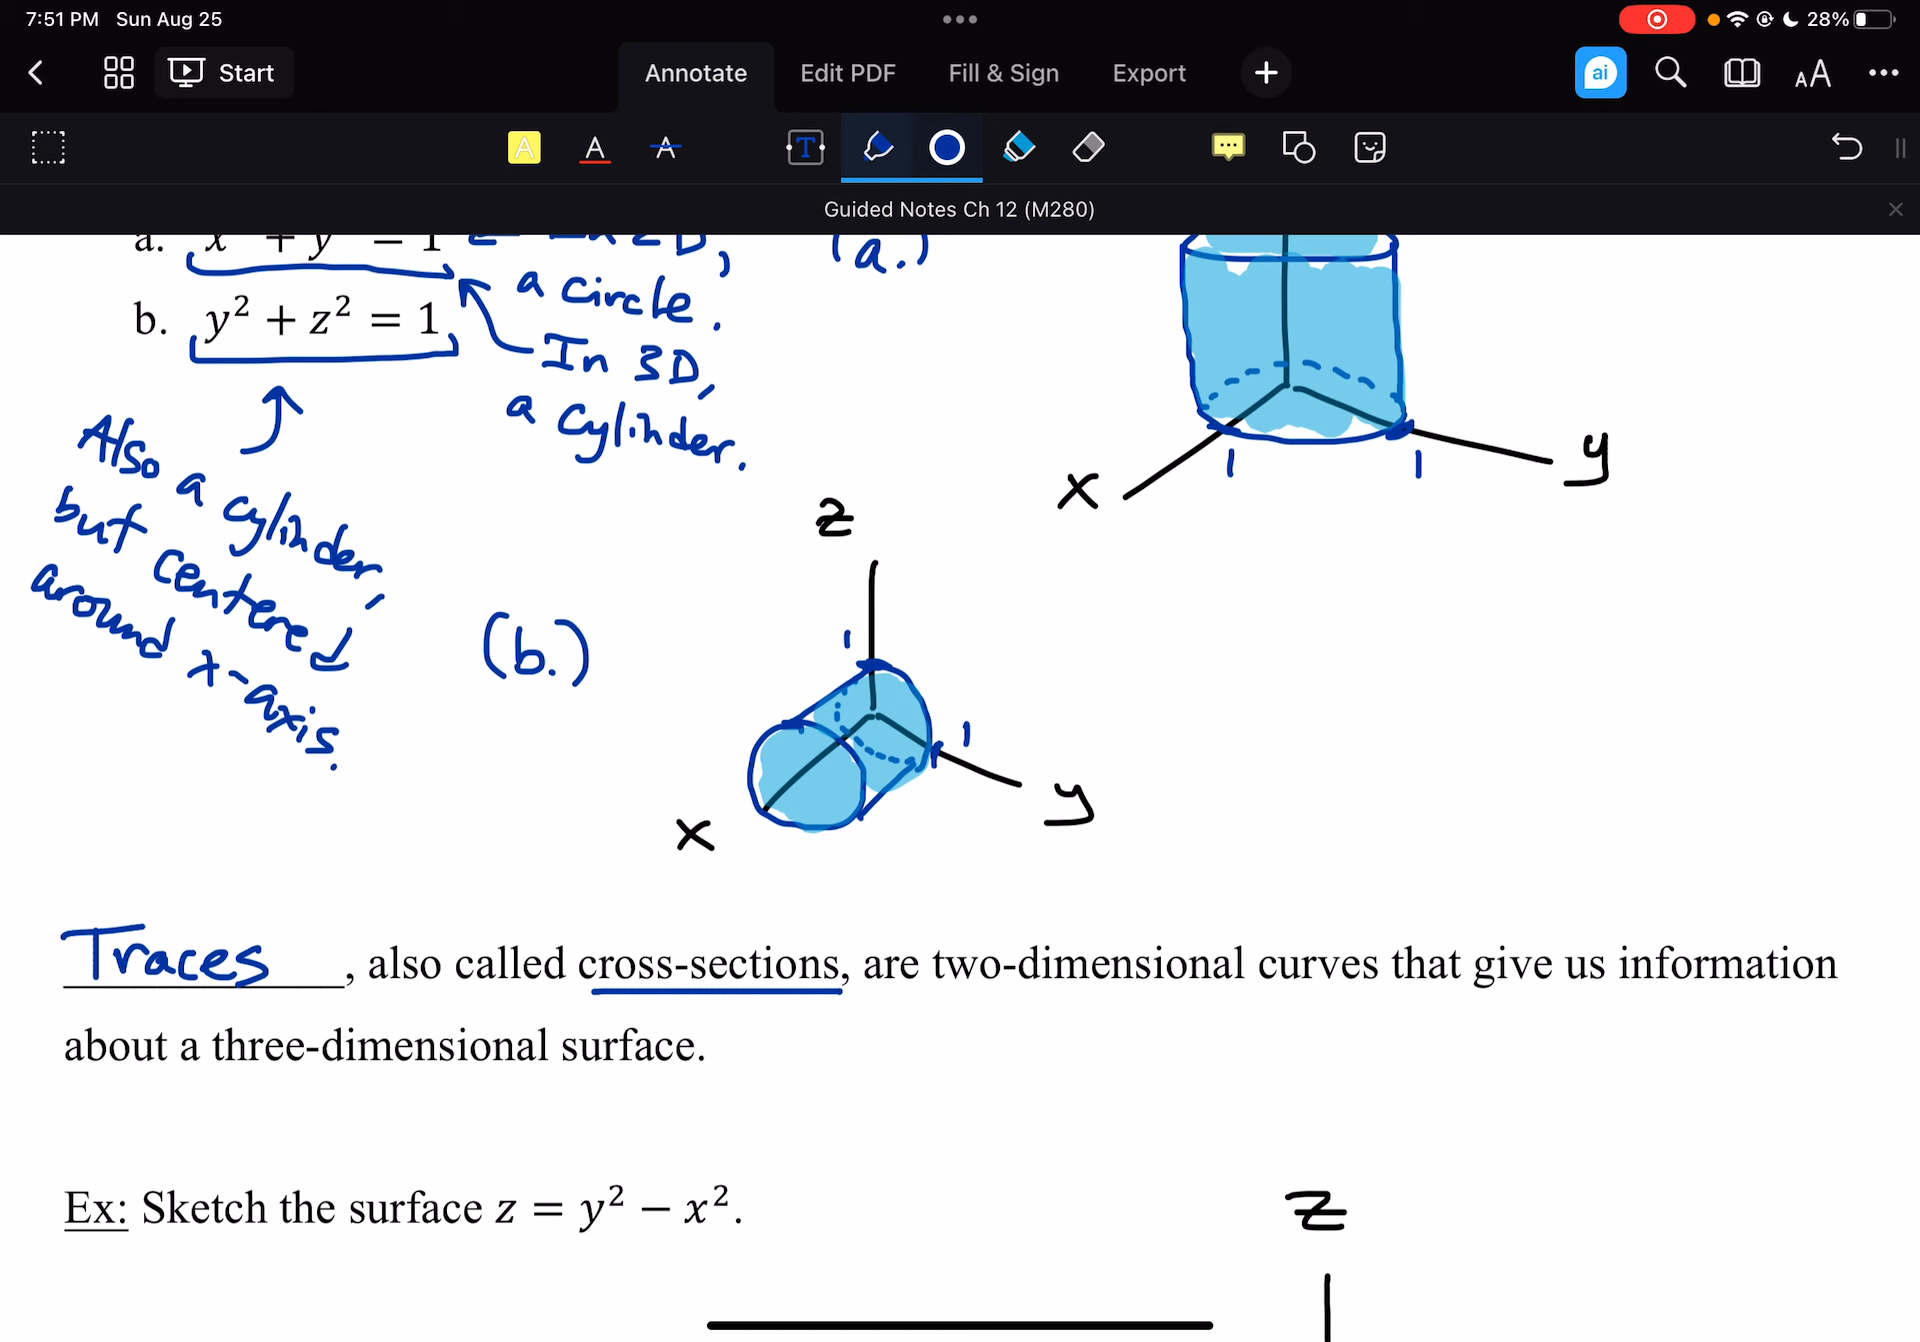 7:51 PM Sun Aug 25
28%
Start
Annotate
Edit PDF
Fill & Sign
Export
ai
AA
A
A
A
T
Guided Notes Ch 12 (M280)
a. x + y = 1
In 2D,
a circle.
(a.)
b. y² + z² = 1
In 3D,
a cylinder.
Also a cylinder,
but centered
around x-axis.
x
1
1
y
z
(b.)
1
1
y
x
Traces, also called cross-sections, are two-dimensional curves that give us information
about a three-dimensional surface.
Ex: Sketch the surface z = y² − x².
z